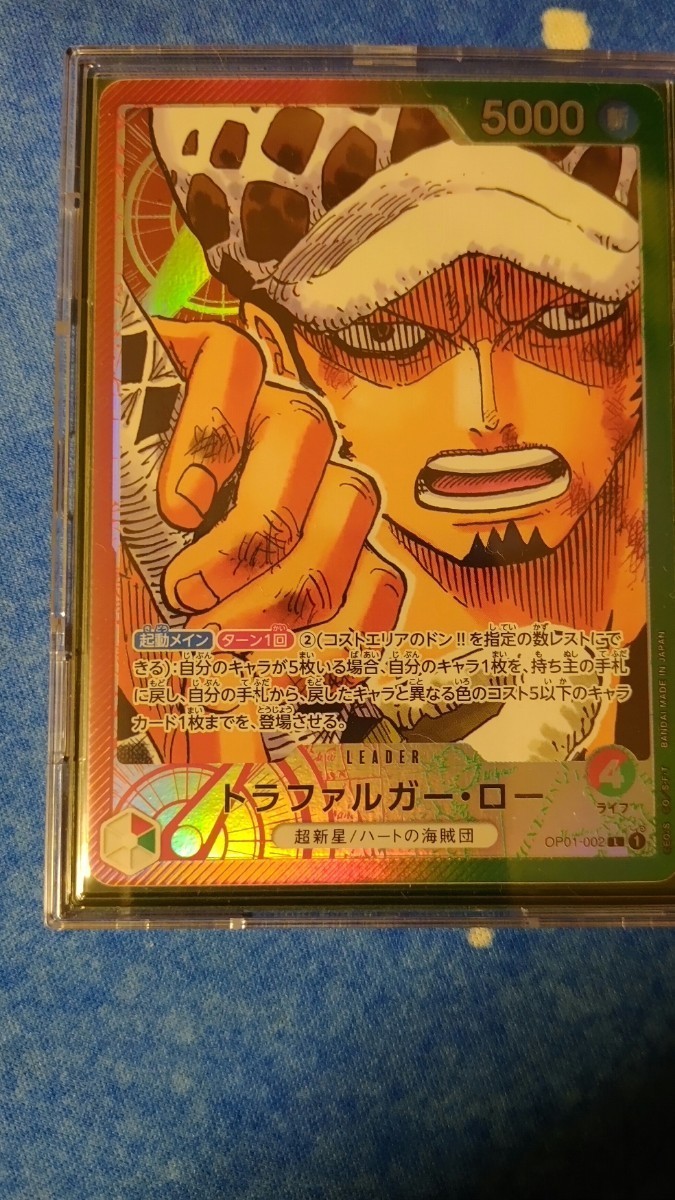 5000
斬
起動メイン ターン1回 ②(コストエリアのドン!!を指定の数レストにで
きる):自分のキャラが5枚いる場合、自分のキャラ1枚を、持ち主の手札
に戻し、自分の手札から、戻したキャラと異なる色のコスト5以下のキャラ
カード1枚までを、登場させる。
LEADER
トラファルガー・ロー
4
ライフ
超新星/ハートの海賊団
OP01-002 L 1
BANDAI MADE IN JAPAN